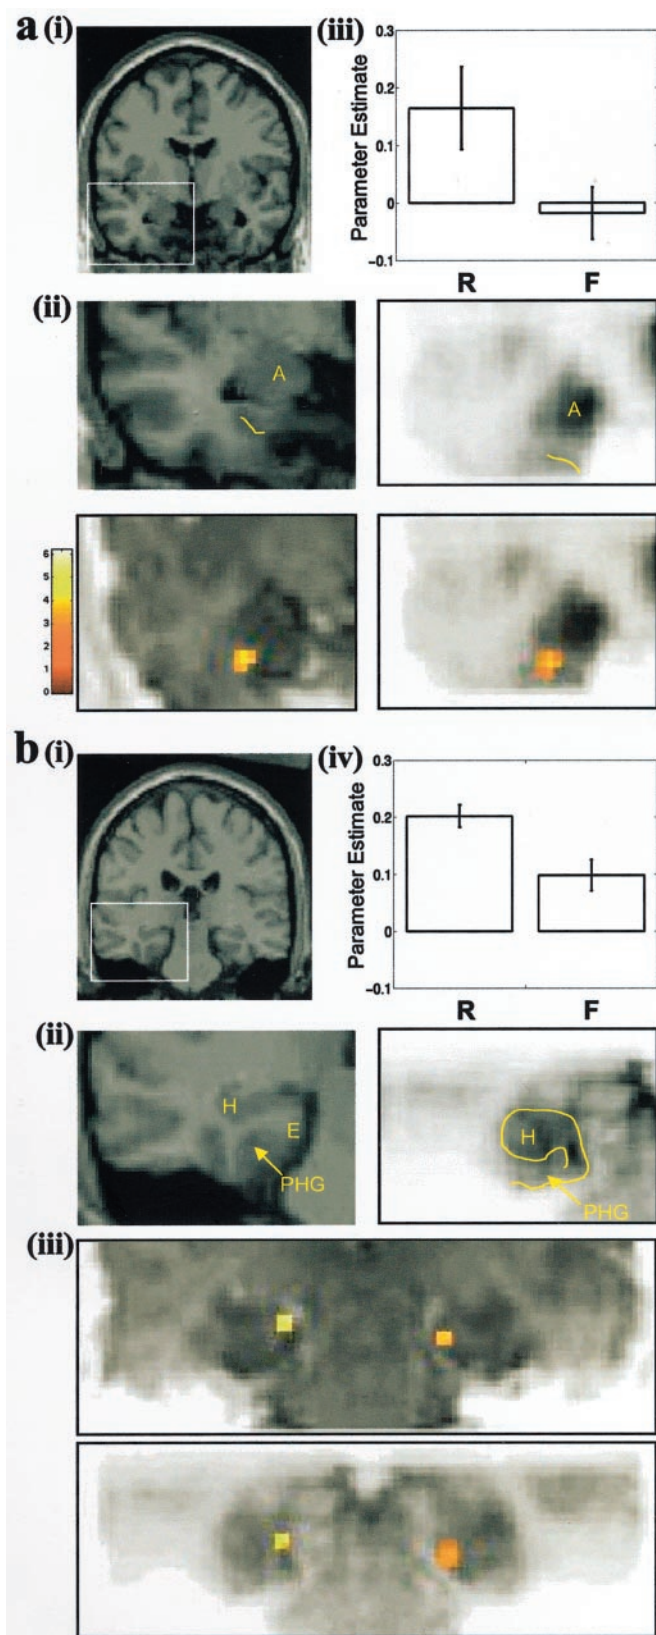 a (i)
(iii)
Parameter Estimate
0.3
0.2
0.1
0
−0.1
R F
(ii)
A
A
6
5
4
3
2
1
0
b (i)
(iv)
Parameter Estimate
0.3
0.2
0.1
0
−0.1
R F
(ii)
H
E
PHG
H
PHG
(iii)